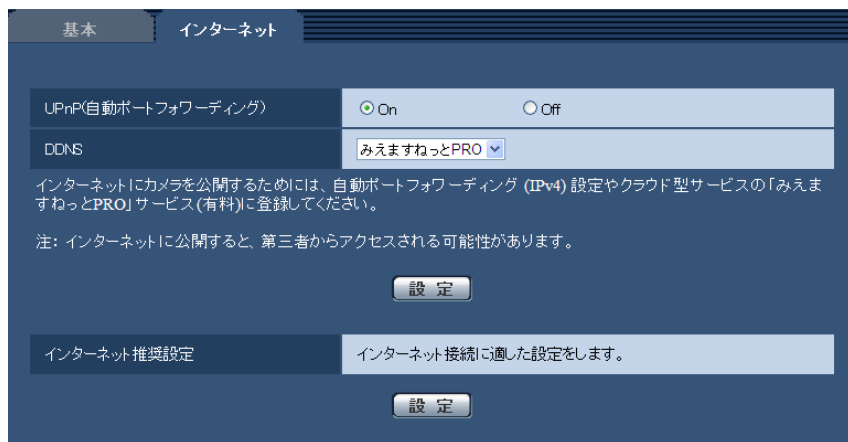 基本 インターネット
UPnP(自動ポートフォワーディング) On Off
DDNS みえますねっとPRO
インターネットにカメラを公開するためには、自動ポートフォワーディング (IPv4) 設定やクラウド型サービスの「みえま
すねっとPRO」サービス(有料)に登録してください。
注: インターネットに公開すると、第三者からアクセスされる可能性があります。
設 定
インターネット推奨設定 インターネット接続に適した設定をします。
設 定